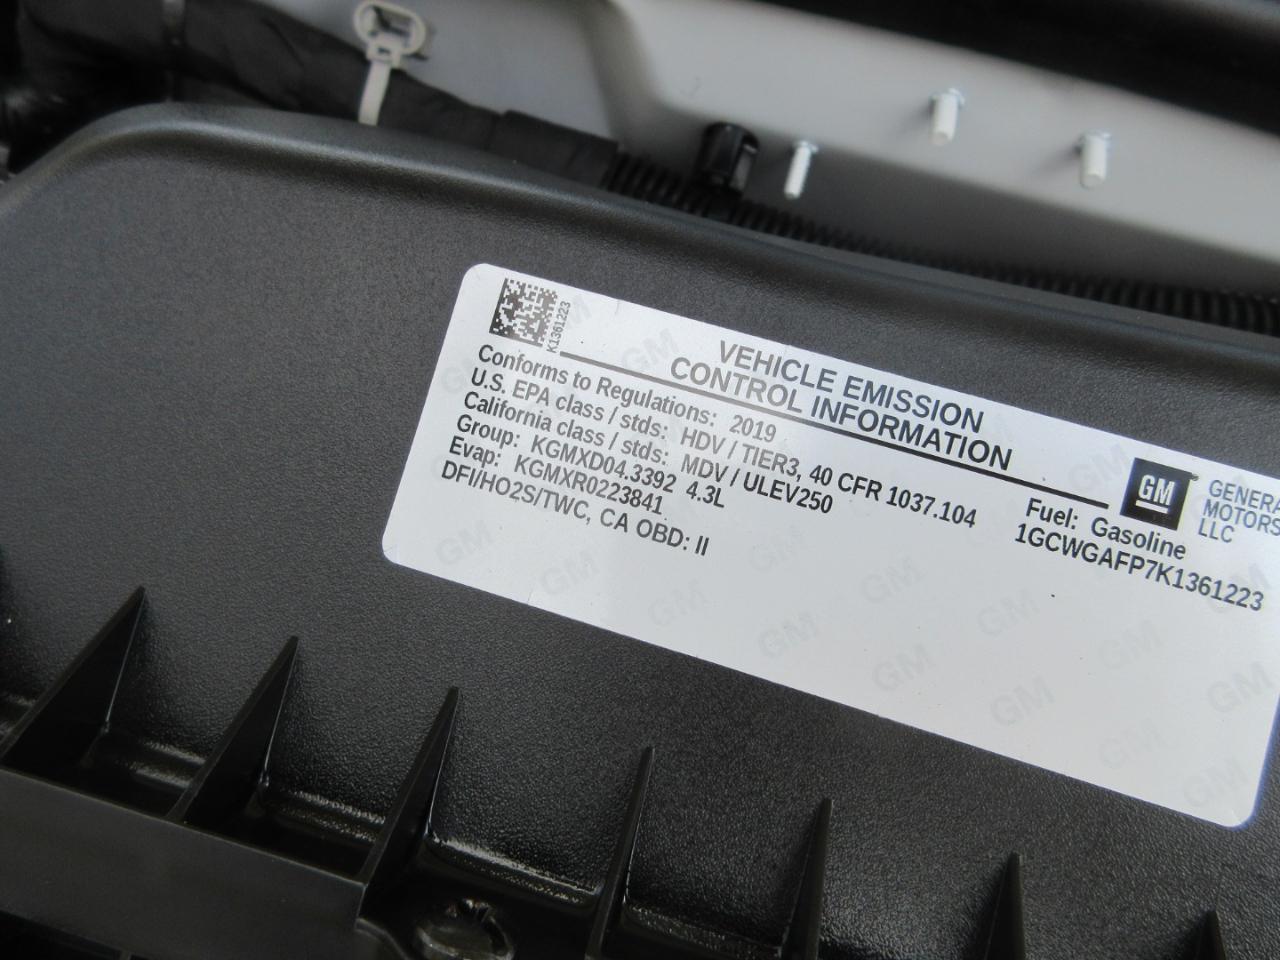 K1361223
VEHICLE EMISSION
CONTROL INFORMATION
Conforms to Regulations: 2019
U.S. EPA class / stds: HDV / TIER3, 40 CFR 1037.104
California class / stds: MDV / ULEV250
Group: KGMXD04.3392 4.3L
Evap: KGMXR0223841
DFI/HO2S/TWC, CA OBD: II
Fuel: Gasoline
1GCWGAFP7K1361223
GM
GENERA
MOTORS
LLC